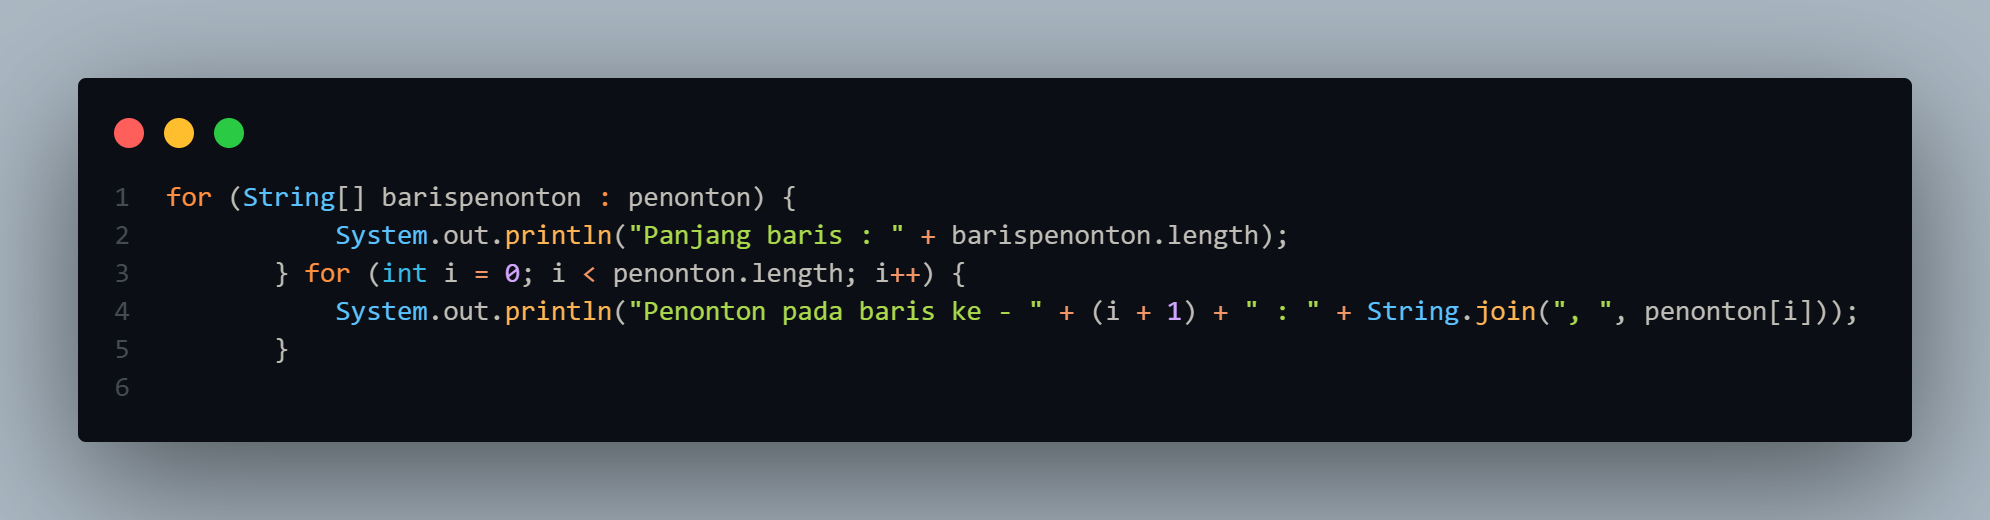 1 for (String[] barispenonton : penonton) {
2 System.out.println("Panjang baris : " + barispenonton.length);
3 } for (int i = 0; i < penonton.length; i++) {
4 System.out.println("Penonton pada baris ke - " + (i + 1) + " : " + String.join(", ", penonton[i]));
5 }
6